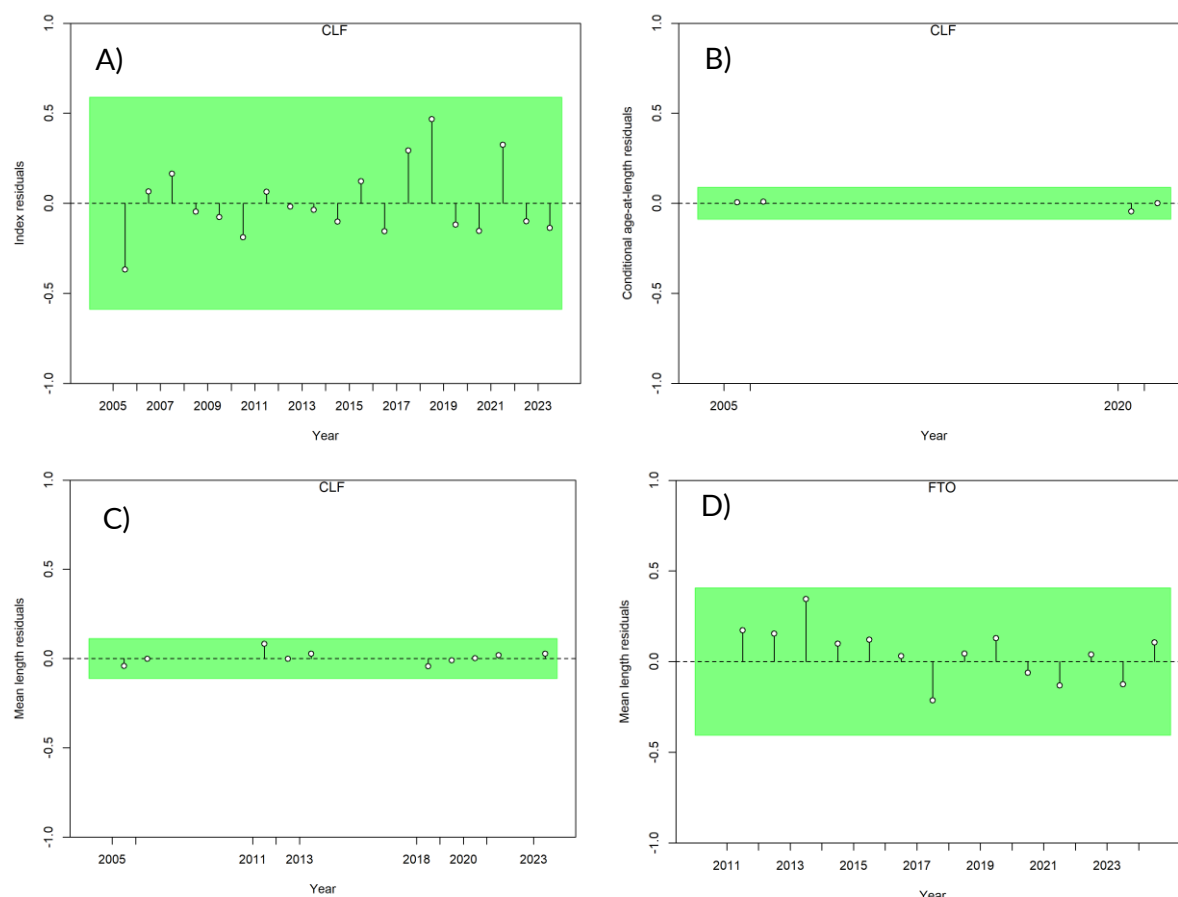 CLF
A)
1.0
0.5
0.0
-0.5
-1.0
Index residuals
2005 2007 2009 2011 2013 2015 2017 2019 2021 2023
Year
CLF
B)
1.0
0.5
0.0
-0.5
-1.0
Conditional age-at-length residuals
2005 2020
Year
CLF
C)
1.0
0.5
0.0
-0.5
-1.0
Mean length residuals
2005 2011 2013 2018 2020 2023
Year
FTO
D)
1.0
0.5
0.0
-0.5
-1.0
Mean length residuals
2011 2013 2015 2017 2019 2021 2023
Year